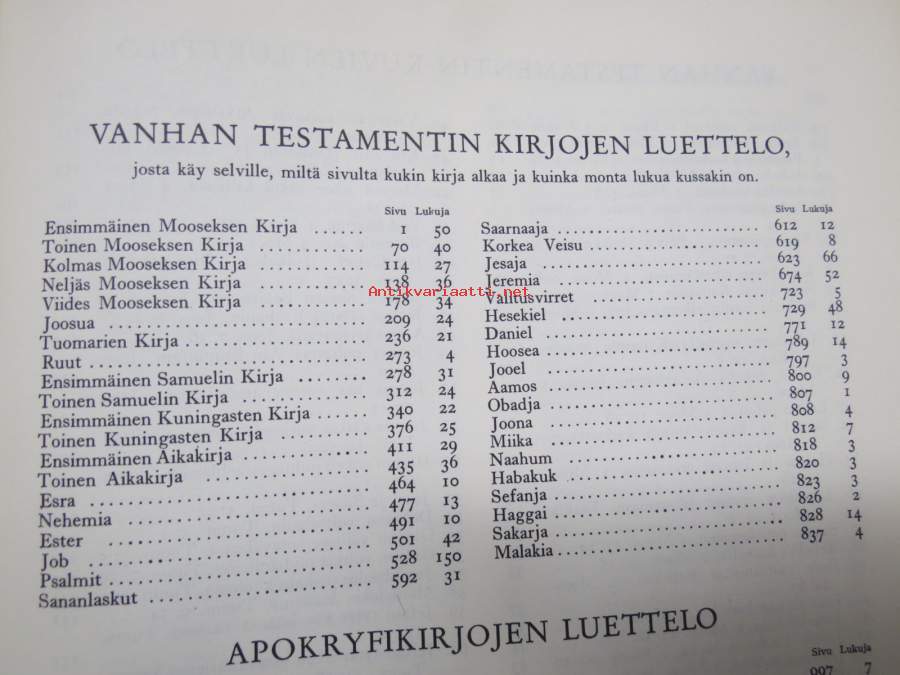 VANHAN TESTAMENTIN KIRJOJEN LUETTELO,
josta käy selville, miltä sivulta kukin kirja alkaa ja kuinka monta lukua kussakin on.
Sivu Lukuja
Ensimmäinen Mooseksen Kirja ...... 1 50
Toinen Mooseksen Kirja ............ 70 40
Kolmas Mooseksen Kirja ............ 114 27
Neljäs Mooseksen Kirja ............ 138 36
Viides Mooseksen Kirja ............ 178 34
Joosua ............ 209 24
Tuomarien Kirja ............ 236 21
Ruut ............ 273 4
Ensimmäinen Samuelin Kirja ........ 278 31
Toinen Samuelin Kirja ............ 312 24
Ensimmäinen Kuningasten Kirja ..... 340 22
Toinen Kuningasten Kirja .......... 376 25
Ensimmäinen Aikakirja ............ 411 29
Toinen Aikakirja ............ 435 36
Esra ............ 464 10
Nehemia ............ 477 13
Ester ............ 491 10
Job ............ 501 42
Psalmit ............ 528 150
Sananlaskut ............ 592 31
Sivu Lukuja
Saarnaaja ............ 612 12
Korkea Veisu ............ 619 8
Jesaja ............ 623 66
Jeremia ............ 674 52
Valitusvirret ............ 723 5
Hesekiel ............ 729 48
Daniel ............ 771 12
Hoosea ............ 789 14
Jooel ............ 797 3
Aamos ............ 800 9
Obadja ............ 807 1
Joona ............ 808 4
Miika ............ 812 7
Naahum ............ 818 3
Habakuk ............ 820 3
Sefanja ............ 823 3
Haggai ............ 826 2
Sakarja ............ 828 14
Malakia ............ 837 4
Antikvariaatti.net
APOKRYFIKIRJOJEN LUETTELO
Sivu Lukuja
997 7